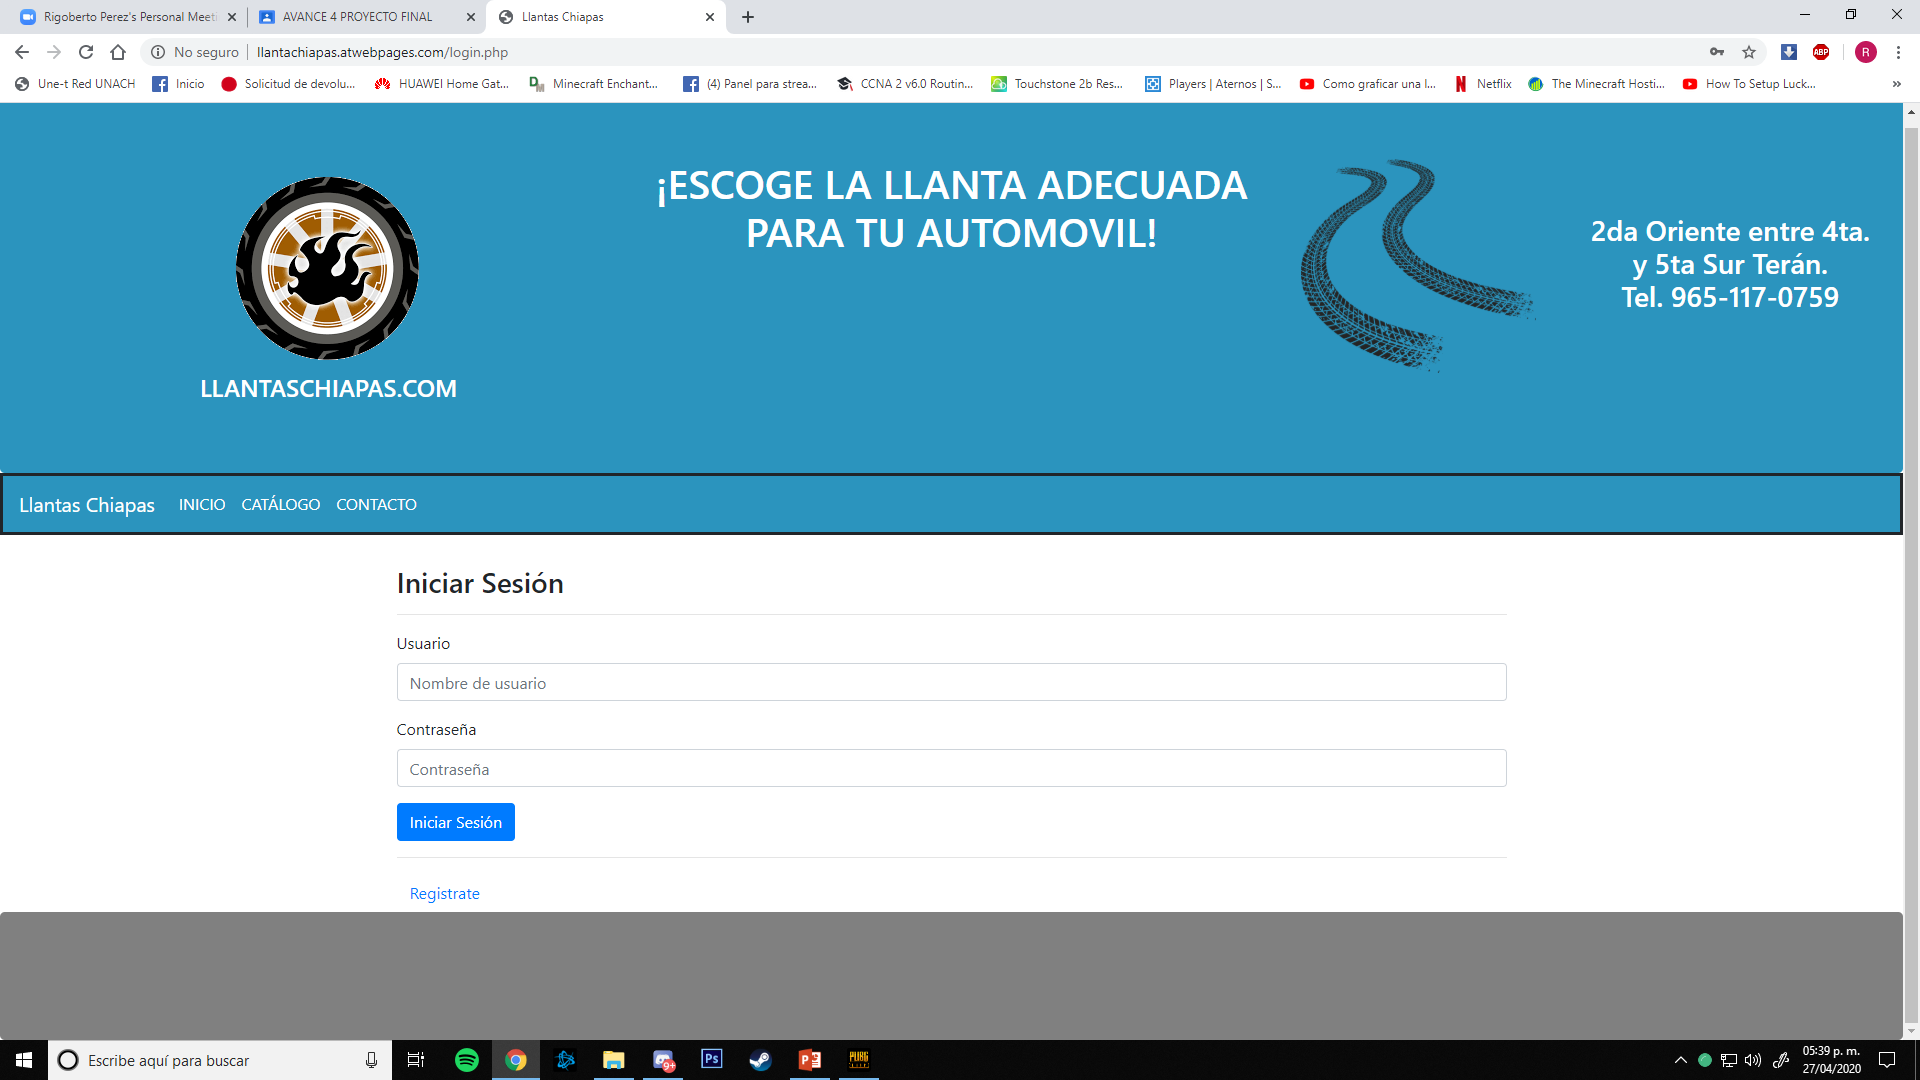 Rigoberto Perez's Personal Meeti
AVANCE 4 PROYECTO FINAL
Llantas Chiapas
No seguro
llantachiapas.atwebpages.com/login.php
ABP
R
Une-t Red UNACH
Inicio
Solicitud de devolu...
HUAWEI Home Gat...
Minecraft Enchant...
(4) Panel para strea...
CCNA 2 v6.0 Routin...
Touchstone 2b Res...
Players | Aternos | S...
Como graficar una l...
Netflix
The Minecraft Hosti...
How To Setup Luck...
¡ESCOGE LA LLANTA ADECUADA
PARA TU AUTOMOVIL!
2da Oriente entre 4ta.
y 5ta Sur Terán.
Tel. 965-117-0759
LLANTASCHIAPAS.COM
Llantas Chiapas
INICIO
CATÁLOGO
CONTACTO
Iniciar Sesión
Usuario
Nombre de usuario
Contraseña
Contraseña
Iniciar Sesión
Registrate
Escribe aquí para buscar
9+
Ps
PUBG
05:39 p. m.
27/04/2020